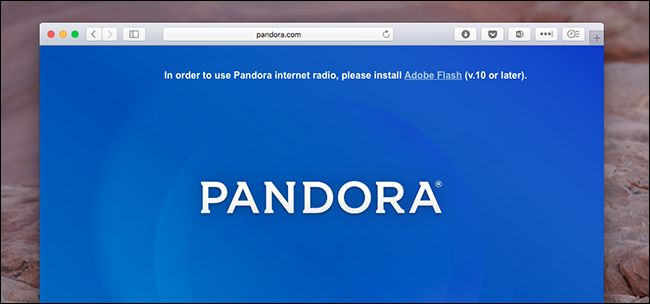 pandora.com
In order to use Pandora internet radio, please install Adobe Flash (v.10 or later).
PANDORA®